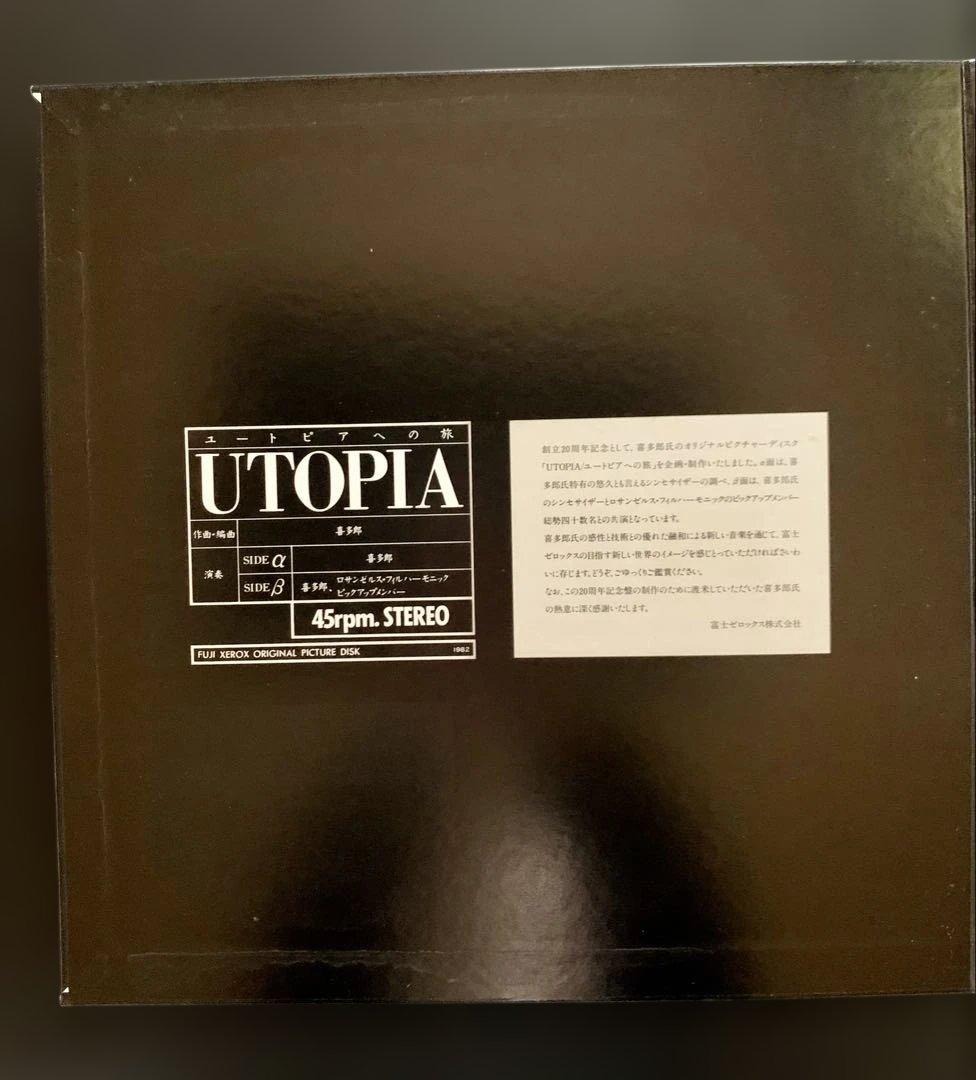 ユートピアへの旅
UTOPIA
作曲・編曲 喜多郎
演奏
SIDE α 喜多郎
SIDE β 喜多郎、ロサンゼルス・フィルハーモニック
ピックアップメンバー
45rpm. STEREO
FUJI XEROX ORIGINAL PICTURE DISK 1982
創立20周年記念として、喜多郎氏のオリジナルピクチャーディスク
「UTOPIA/ユートピアへの旅」を企画・制作いたしました。α面は、喜
多郎氏特有の悠久とも言えるシンセサイザーの調べ、β面は、喜多郎氏
のシンセサイザーとロサンゼルス・フィルハーモニックのピックアップメンバー
総勢四十数名との共演となっています。
喜多郎氏の感性と技術との優れた融和による新しい音楽を通じて、富士
ゼロックスの目指す新しい世界のイメージを感じとっていただければさいわ
いに存じます。どうぞ、ごゆっくりご鑑賞ください。
なお、この20周年記念盤の制作のために渡米していただいた喜多郎氏
の熱意に深く感謝いたします。
富士ゼロックス株式会社